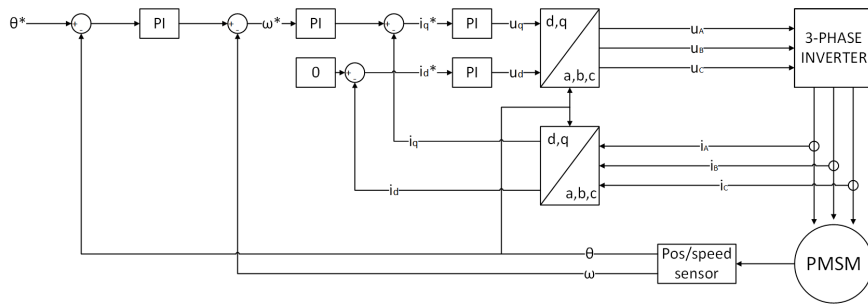 θ*
+
-
PI
+
-
ω*
PI
+
-
iq*
PI
uq
d,q
a,b,c
uA
uB
uC
3-PHASE
INVERTER
0
+
-
id*
PI
ud
iq
id
d,q
a,b,c
iA
iB
iC
θ
ω
Pos/speed
sensor
PMSM